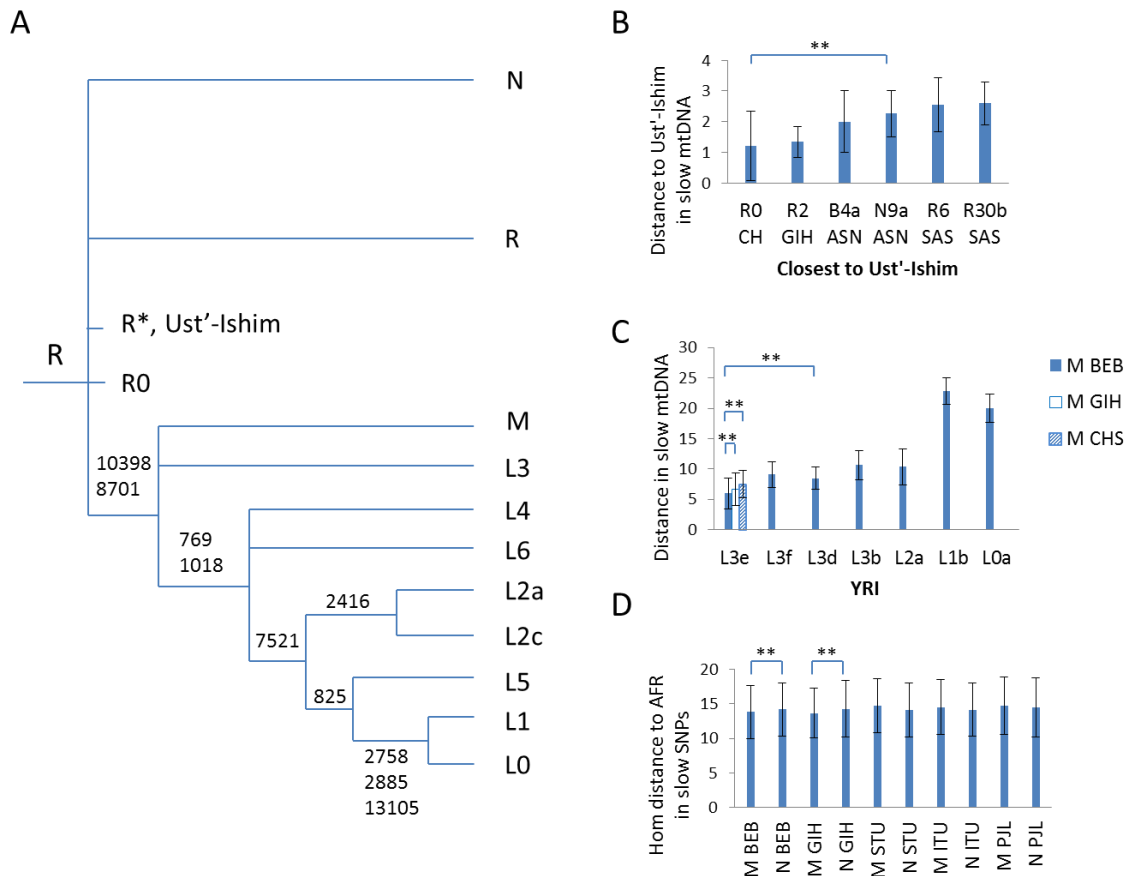 A
N
R
R*, Ust’-Ishim
R
R0
M
10398
8701
L3
L4
769
1018
L6
L2a
2416
7521
L2c
L5
825
L1
2758
2885
13105
L0
B
Distance to Ust'-Ishim
in slow mtDNA
4
3
2
1
0
**
R0 R2 B4a N9a R6 R30b
CH GIH ASN ASN SAS SAS
Closest to Ust'-Ishim
C
Distance in slow mtDNA
30
25
20
15
10
5
0
**
**
**
M BEB
M GIH
M CHS
L3e L3f L3d L3b L2a L1b L0a
YRI
D
Hom distance to AFR
in slow SNPs
20
15
10
5
0
** **
M BEB
N BEB
M GIH
N GIH
M STU
N STU
M ITU
N ITU
M PJL
N PJL